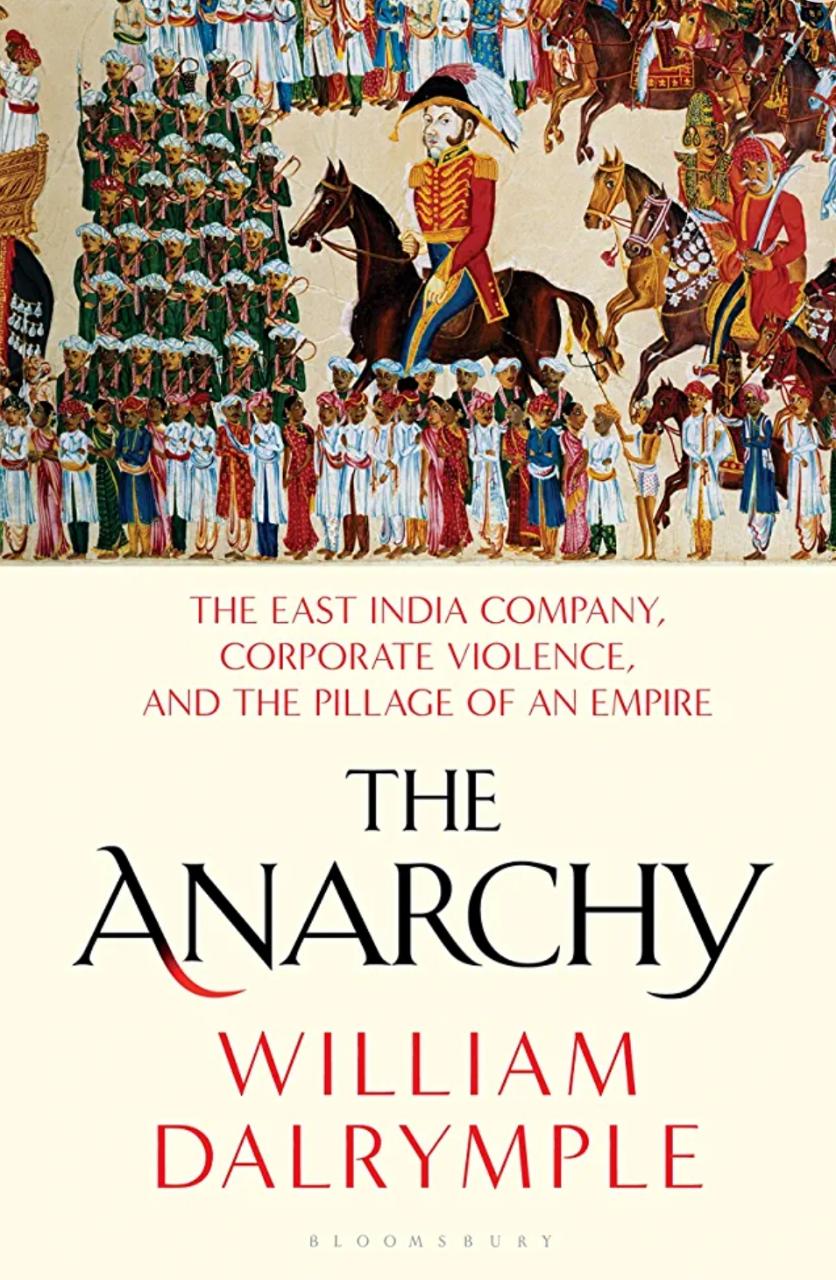 THE EAST INDIA COMPANY,
CORPORATE VIOLENCE,
AND THE PILLAGE OF AN EMPIRE
THE
ANARCHY
WILLIAM
DALRYMPLE
BLOOMSBURY